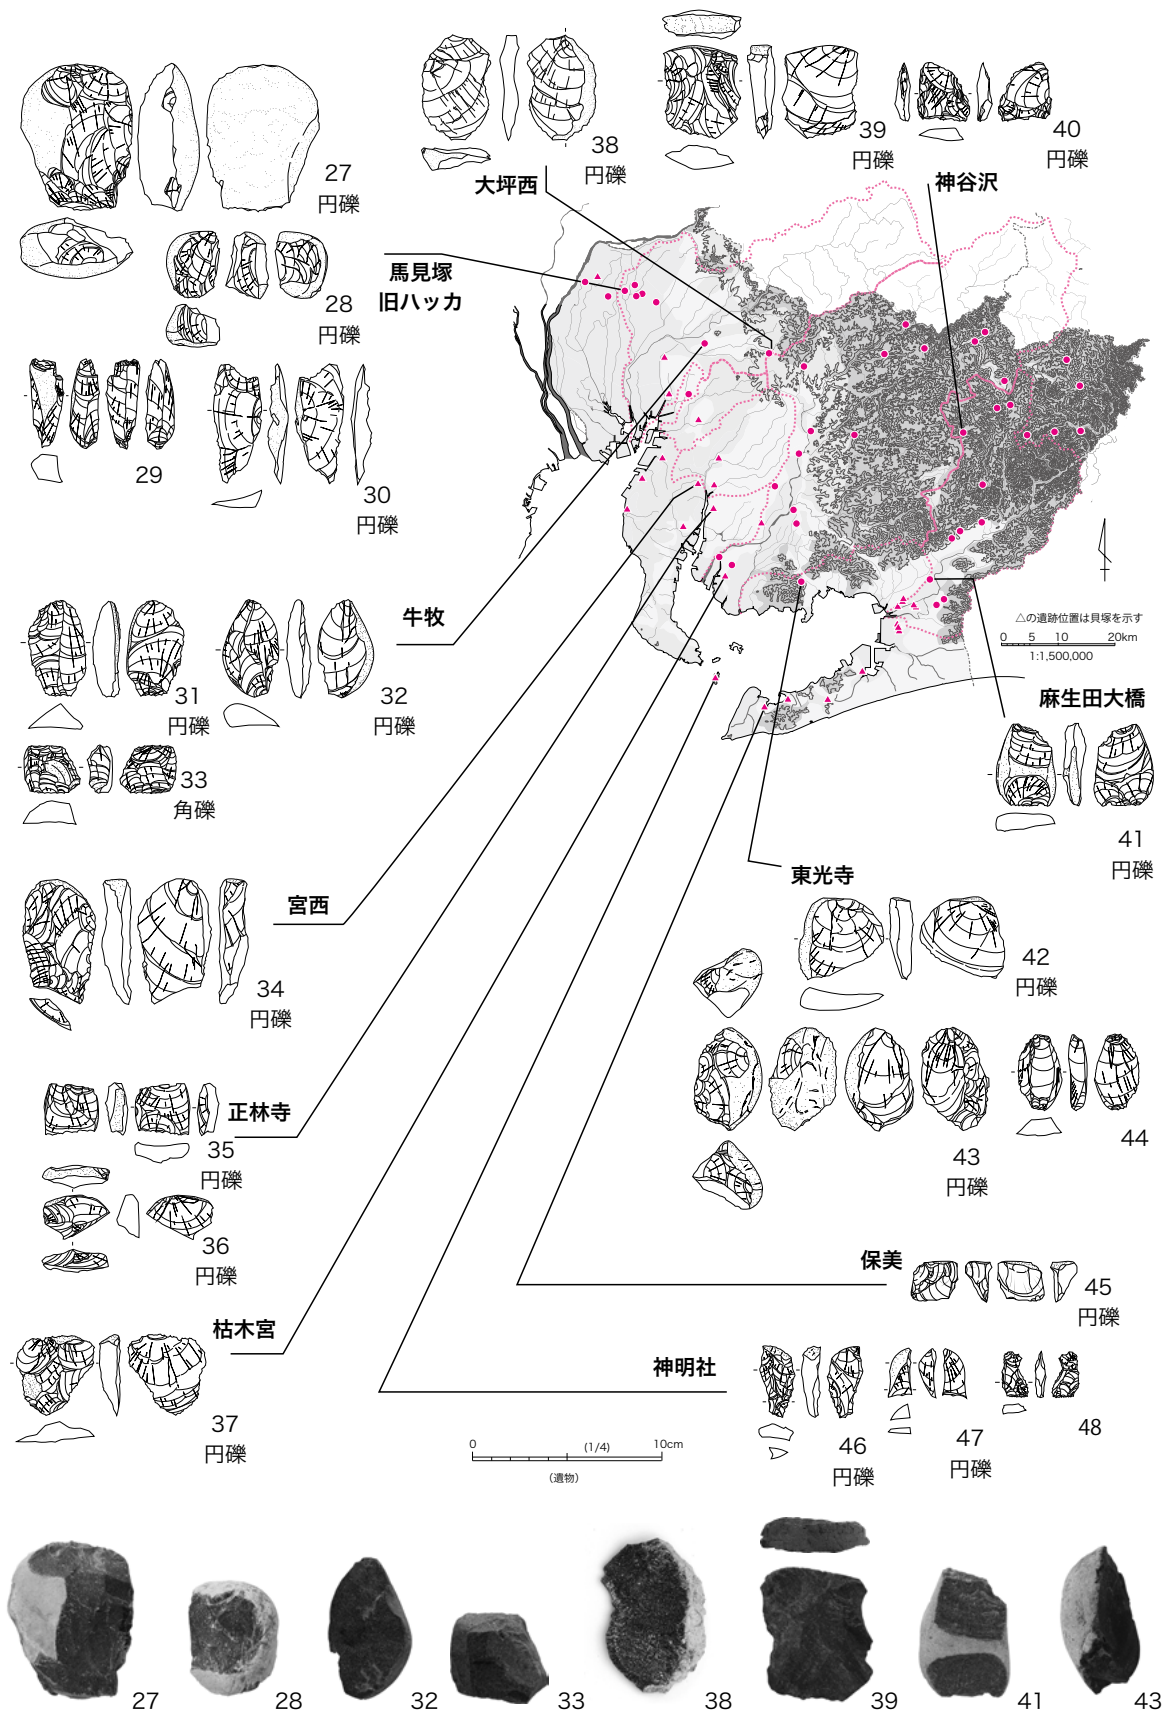 27
円礫
28
円礫
29
30
円礫
38
円礫
39
円礫
40
円礫
大坪西
神谷沢
馬見塚
旧ハッカ
牛牧
31
円礫
32
円礫
33
角礫
宮西
34
円礫
正林寺
35
円礫
36
円礫
枯木宮
37
円礫
△の遺跡位置は貝塚を示す
0 5 10 20km
1:1,500,000
麻生田大橋
41
円礫
東光寺
42
円礫
43
円礫
44
保美
45
円礫
神明社
46
円礫
47
円礫
48
0 (1/4) 10cm
(遺物)
27 28 32 33 38 39 41 43